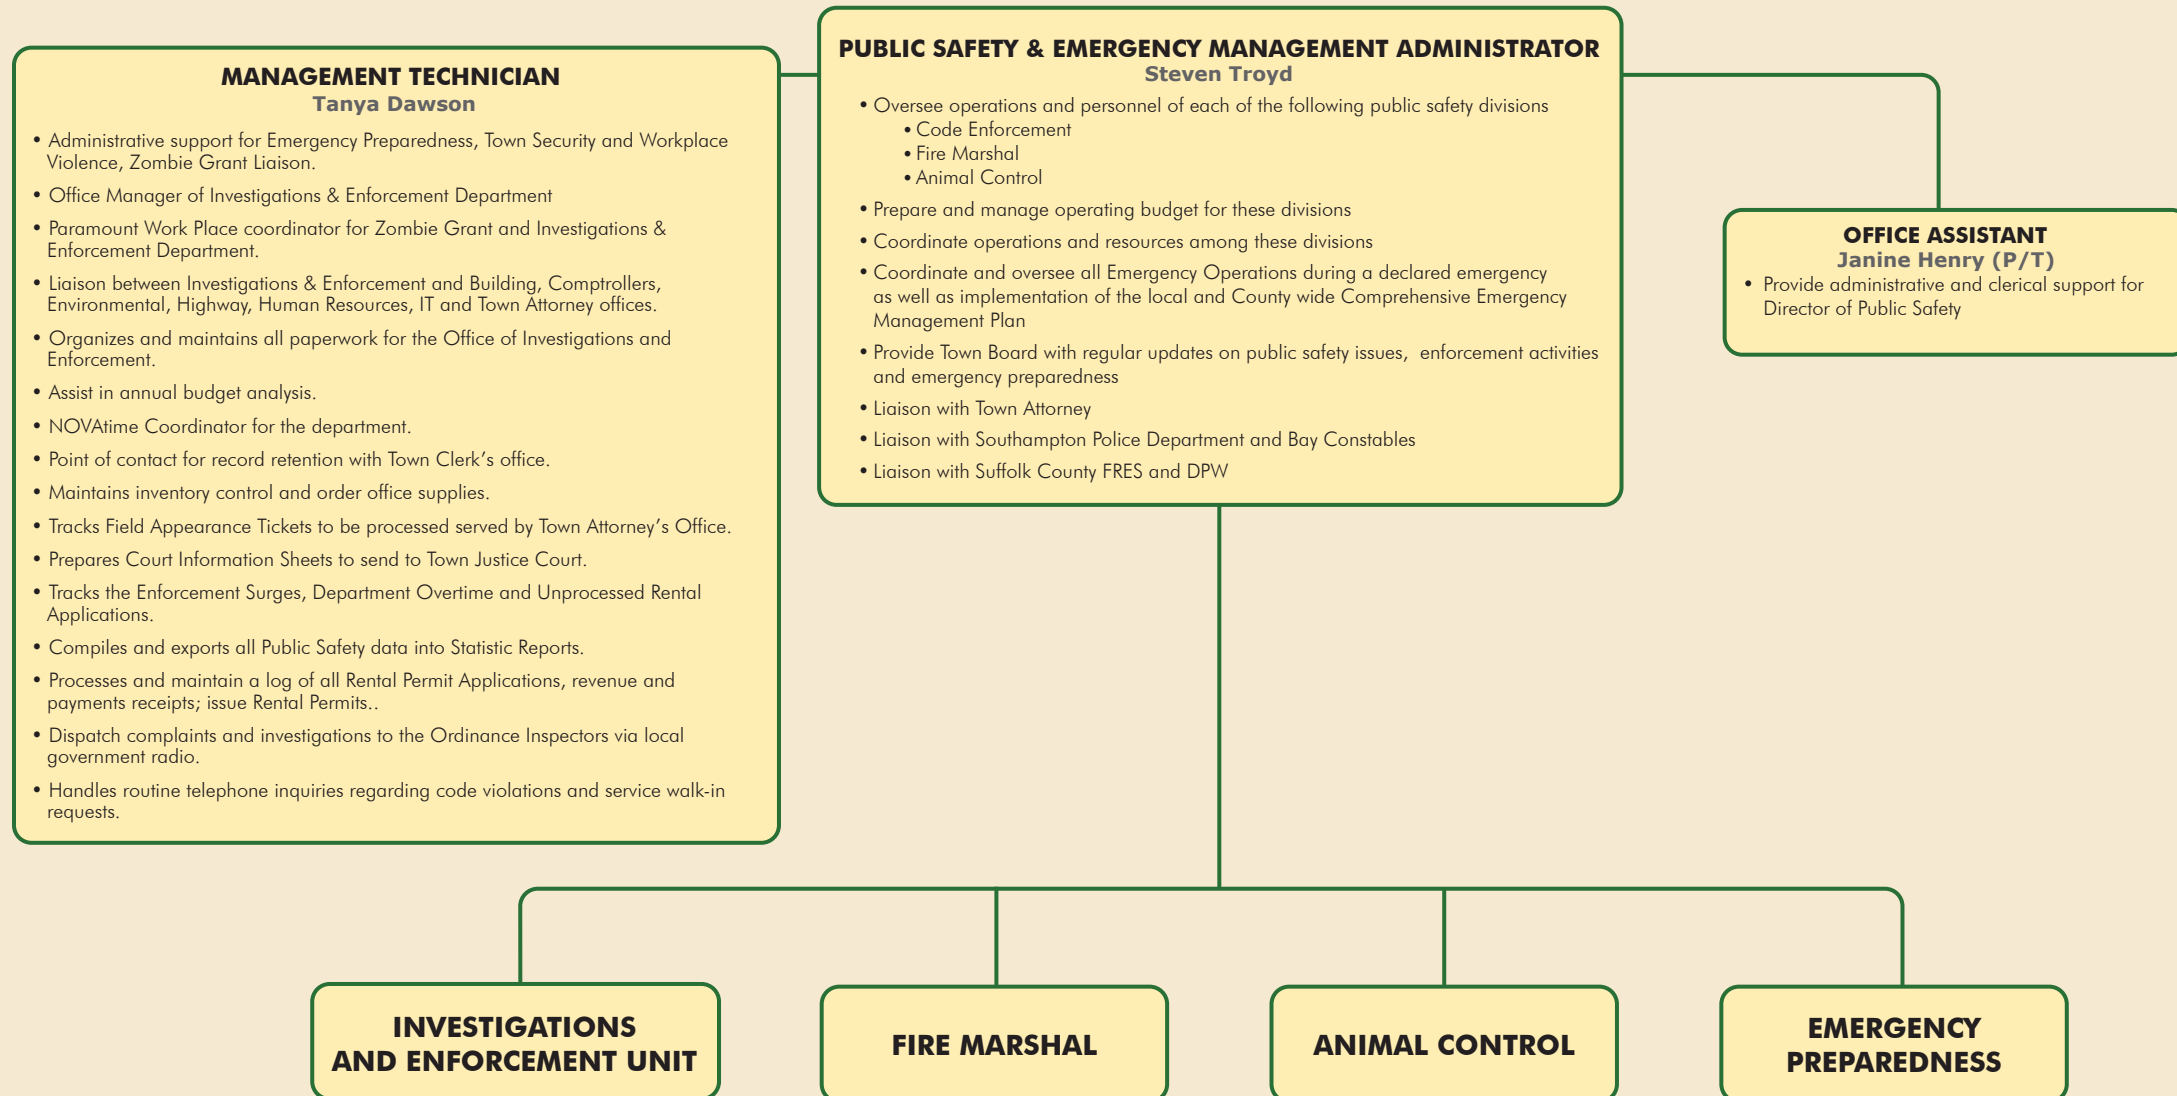 MANAGEMENT TECHNICIAN
Tanya Dawson
• Administrative support for Emergency Preparedness, Town Security and Workplace
Violence, Zombie Grant Liaison.
• Office Manager of Investigations & Enforcement Department
• Paramount Work Place coordinator for Zombie Grant and Investigations &
Enforcement Department.
• Liaison between Investigations & Enforcement and Building, Comptrollers,
Environmental, Highway, Human Resources, IT and Town Attorney offices.
• Organizes and maintains all paperwork for the Office of Investigations and
Enforcement.
• Assist in annual budget analysis.
• NOVAtime Coordinator for the department.
• Point of contact for record retention with Town Clerk's office.
• Maintains inventory control and order office supplies.
• Tracks Field Appearance Tickets to be processed served by Town Attorney's Office.
• Prepares Court Information Sheets to send to Town Justice Court.
• Tracks the Enforcement Surges, Department Overtime and Unprocessed Rental
Applications.
• Compiles and exports all Public Safety data into Statistic Reports.
• Processes and maintain a log of all Rental Permit Applications, revenue and
payments receipts; issue Rental Permits..
• Dispatch complaints and investigations to the Ordinance Inspectors via local
government radio.
• Handles routine telephone inquiries regarding code violations and service walk-in
requests.
PUBLIC SAFETY & EMERGENCY MANAGEMENT ADMINISTRATOR
Steven Troyd
• Oversee operations and personnel of each of the following public safety divisions
• Code Enforcement
• Fire Marshal
• Animal Control
• Prepare and manage operating budget for these divisions
• Coordinate operations and resources among these divisions
• Coordinate and oversee all Emergency Operations during a declared emergency
as well as implementation of the local and County wide Comprehensive Emergency
Management Plan
• Provide Town Board with regular updates on public safety issues, enforcement activities
and emergency preparedness
• Liaison with Town Attorney
• Liaison with Southampton Police Department and Bay Constables
• Liaison with Suffolk County FRES and DPW
OFFICE ASSISTANT
Janine Henry (P/T)
• Provide administrative and clerical support for
Director of Public Safety
INVESTIGATIONS
AND ENFORCEMENT UNIT
FIRE MARSHAL
ANIMAL CONTROL
EMERGENCY
PREPAREDNESS